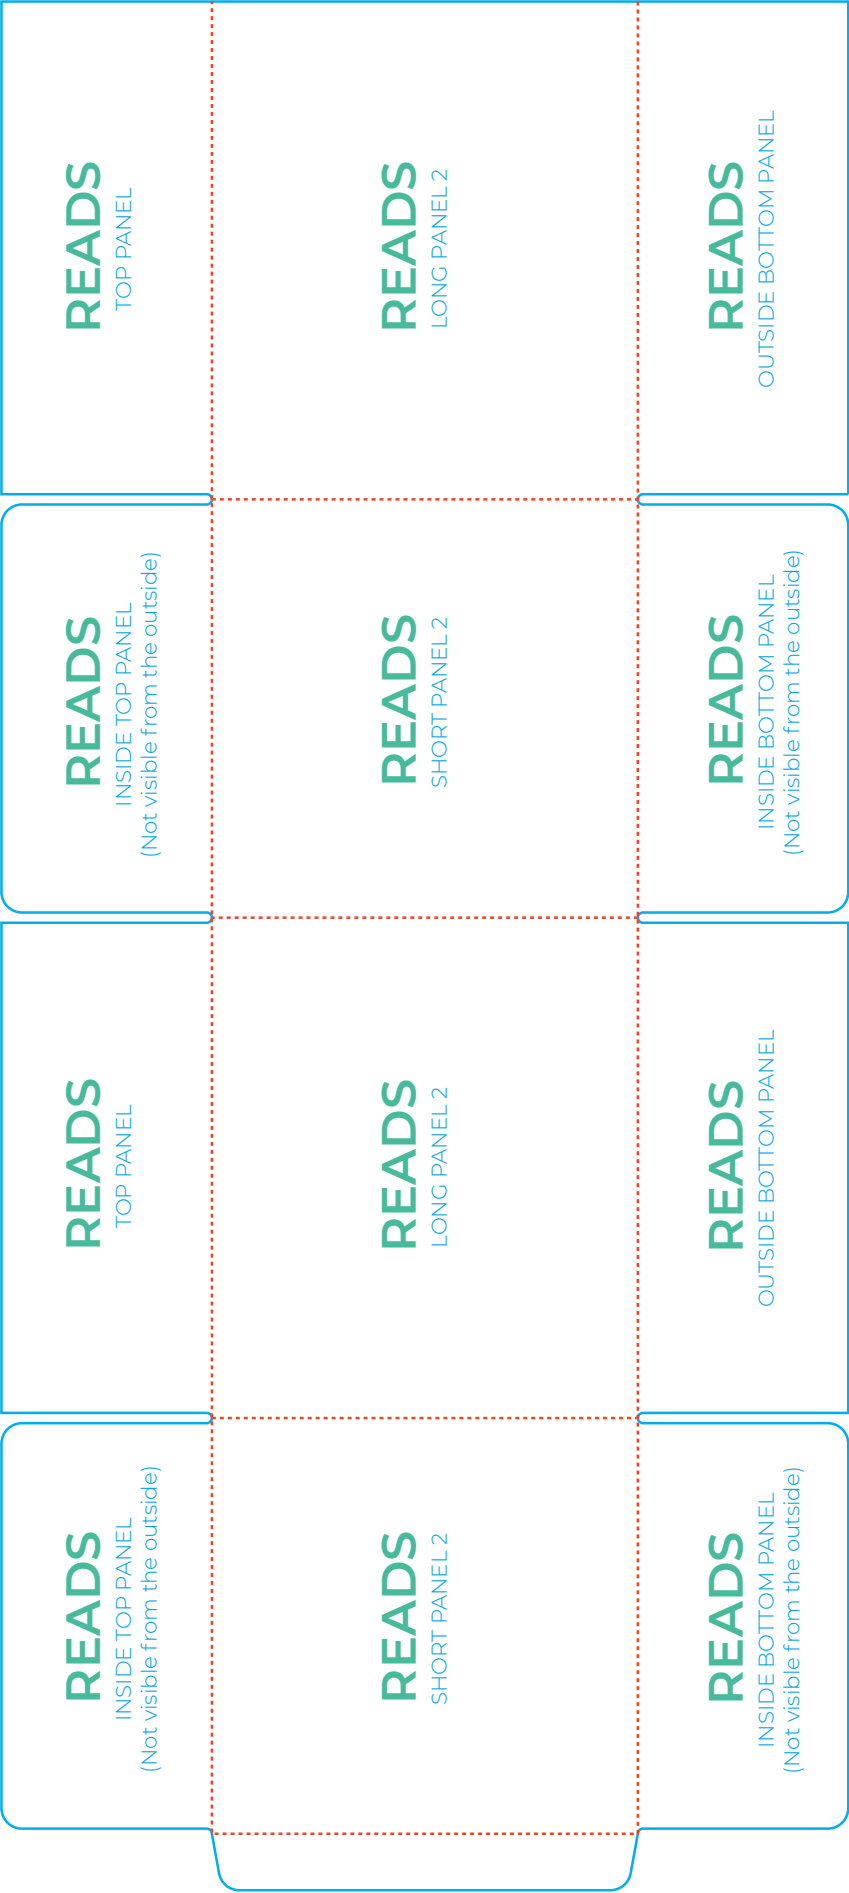 READS
INSIDE TOP PANEL
(Not visible from the outside)
READS
TOP PANEL
READS
INSIDE TOP PANEL
(Not visible from the outside)
READS
TOP PANEL
READS
SHORT PANEL 2
READS
LONG PANEL 2
READS
SHORT PANEL 2
READS
LONG PANEL 2
READS
INSIDE BOTTOM PANEL
(Not visible from the outside)
READS
OUTSIDE BOTTOM PANEL
READS
INSIDE BOTTOM PANEL
(Not visible from the outside)
READS
OUTSIDE BOTTOM PANEL